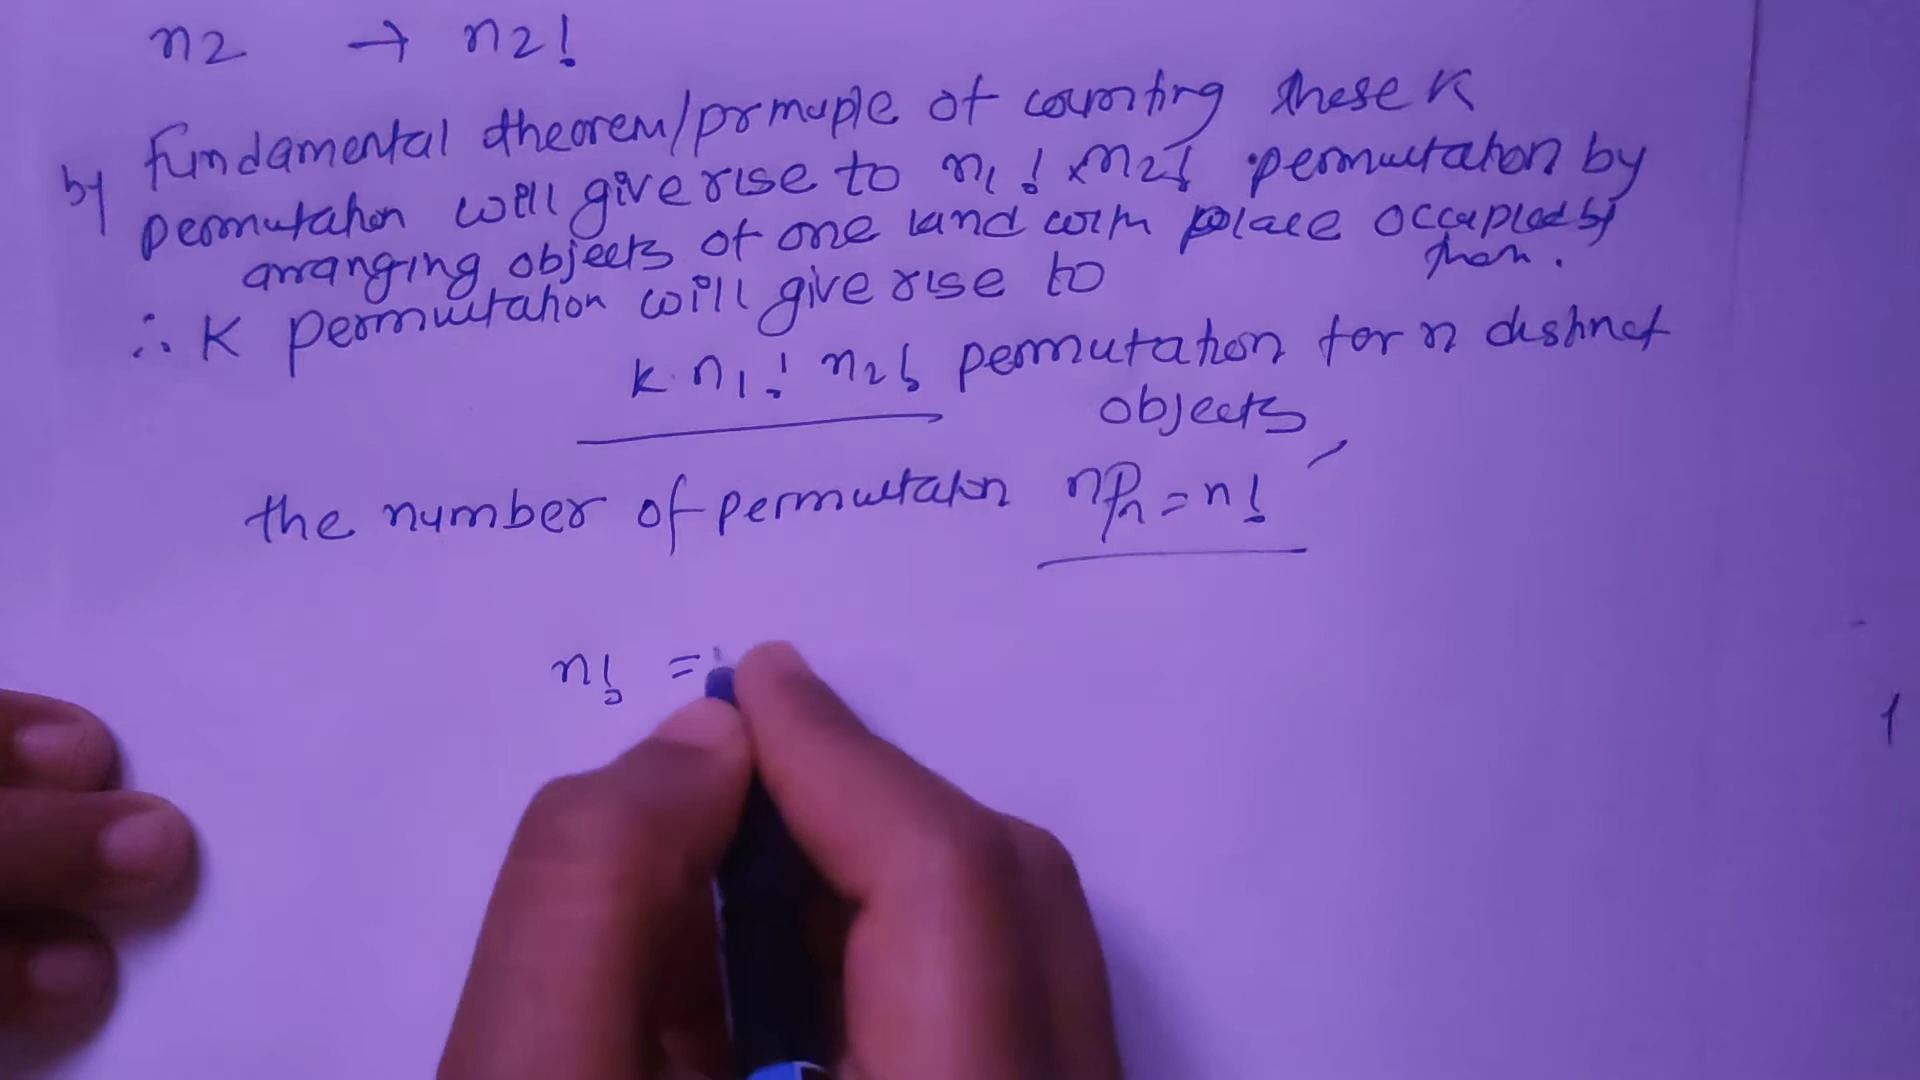 n2 → n2!
by fundamental theorem/principle of counting these K
permutation will give rise to n1! × n2! permutation by
arranging objects of one kind with place occupied by
them.
∴ K permutation will give rise to
k n1! n2! permutation for n distinct
objects
the number of permutation nPn = n!
n! =